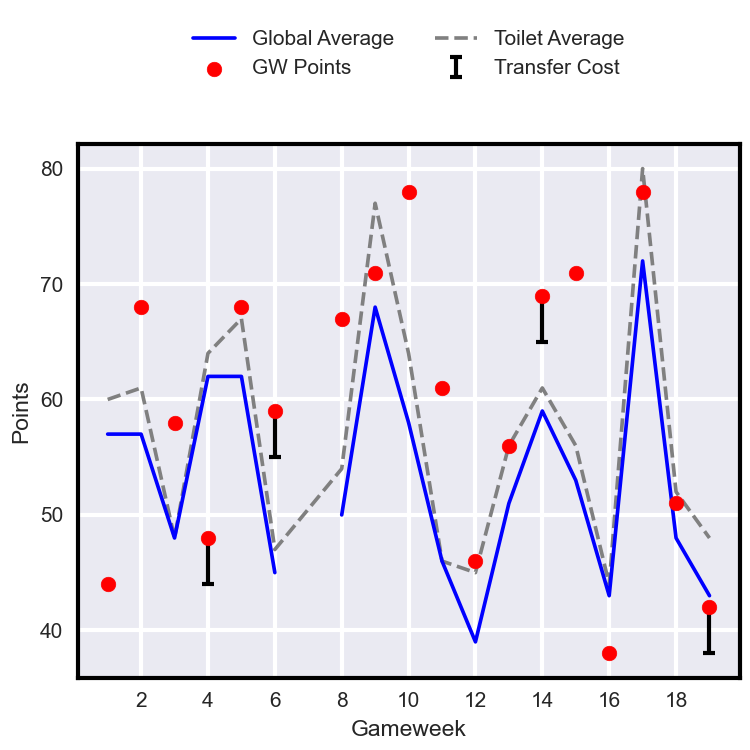 Global Average Toilet Average
GW Points Transfer Cost
80
70
60
50
40
Points
2 4 6 8 10 12 14 16 18
Gameweek